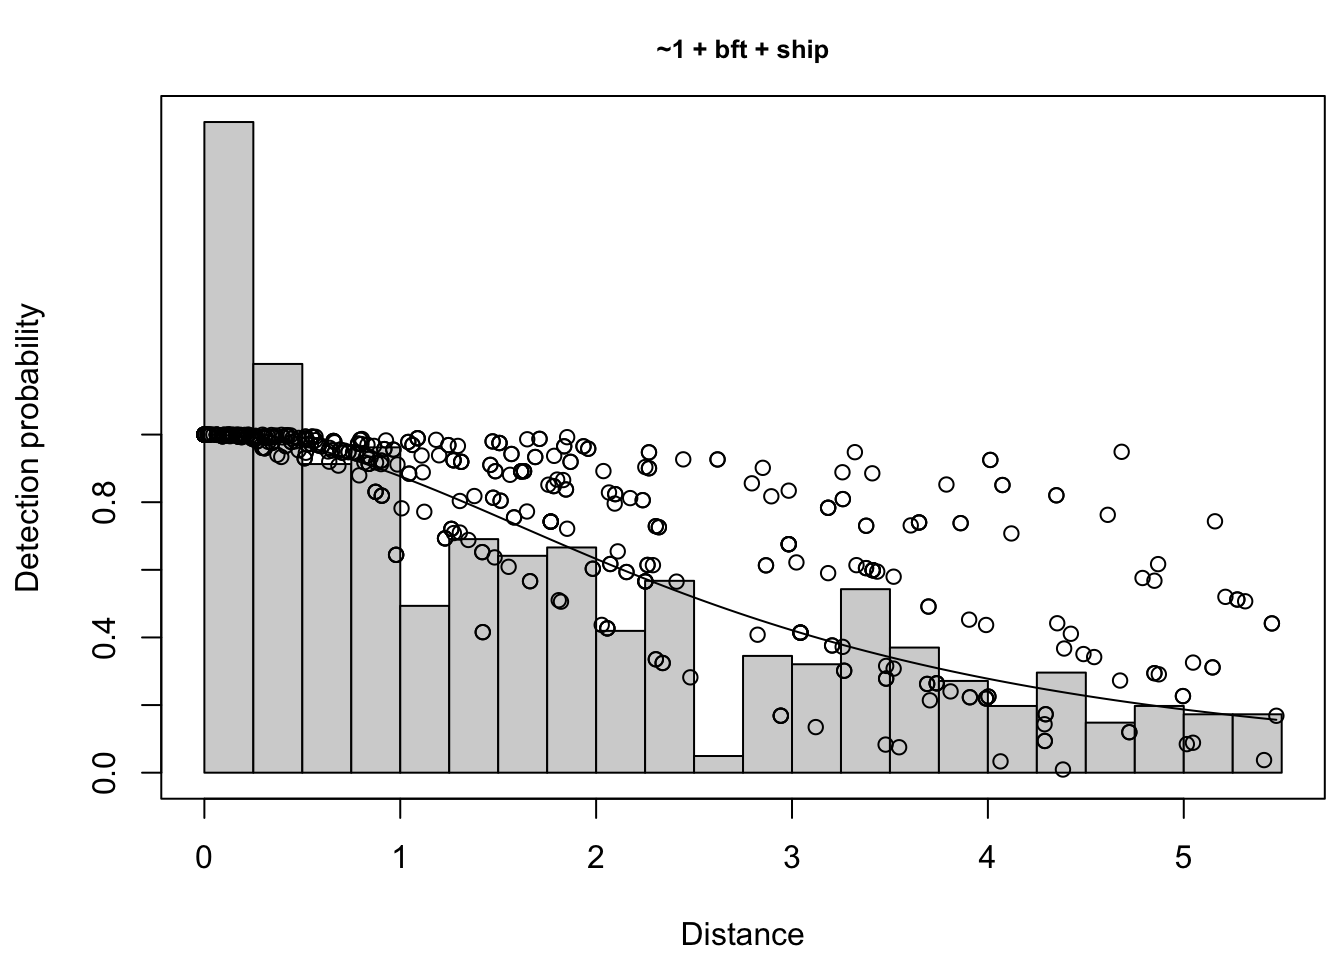 ~1 + bft + ship
Detection probability
0.8
0.4
0.0
0 1 2 3 4 5
Distance